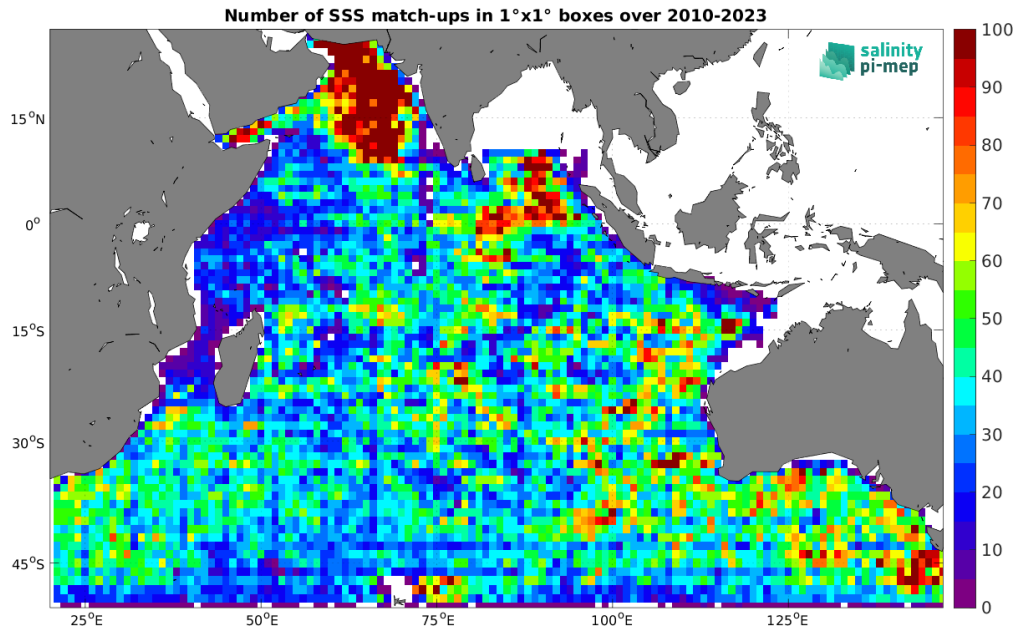 Number of SSS match-ups in 1°x1° boxes over 2010-2023
salinity
pi-mep
15°N
0°
15°S
30°S
45°S
25°E
50°E
75°E
100°E
125°E
100
90
80
70
60
50
40
30
20
10
0